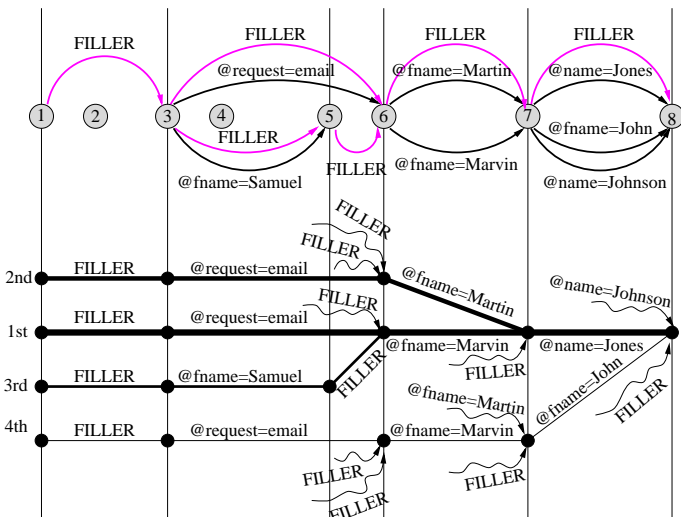 FILLER
FILLER
FILLER
FILLER
@request=email
@fname=Martin
@name=Jones
1
2
3
4
5
6
7
8
FILLER
@fname=John
FILLER
@fname=Marvin
@fname=Samuel
@name=Johnson
FILLER
FILLER
2nd
FILLER
@request=email
@fname=Martin
@name=Johnson
FILLER
1st
FILLER
@request=email
@fname=Marvin
@name=Jones
FILLER
3rd
FILLER
@fname=Samuel
FILLER
@fname=Martin
@fname=John
FILLER
4th
FILLER
@request=email
@fname=Marvin
FILLER
FILLER
FILLER